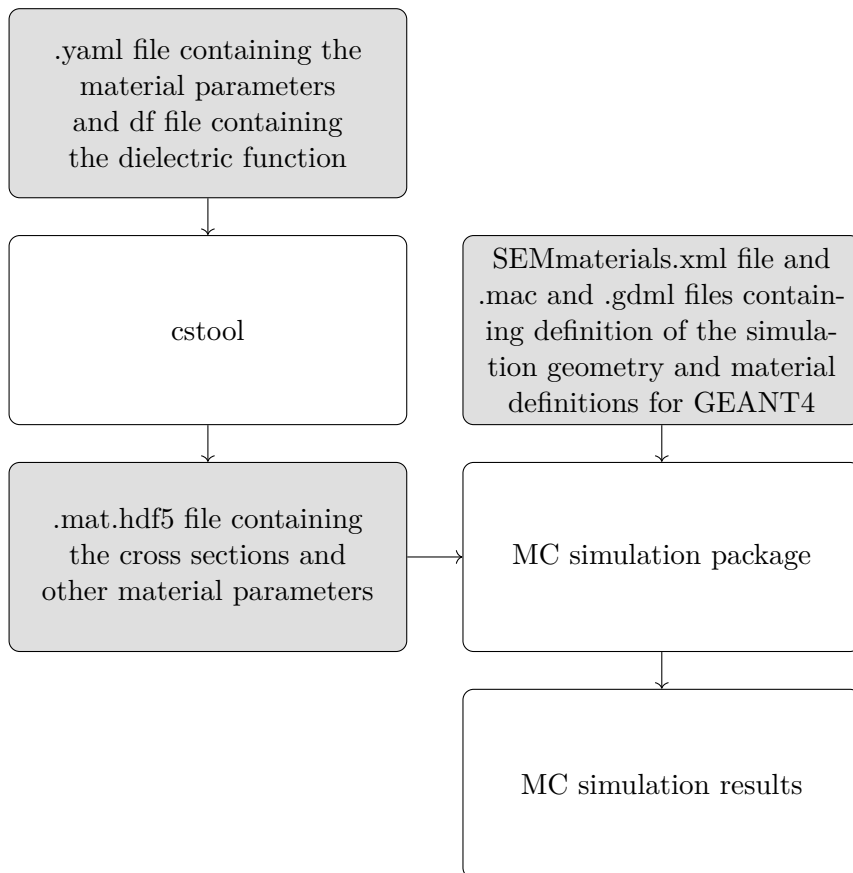 .yaml file containing the
material parameters
and df file containing
the dielectric function
cstool
SEMmaterials.xml file and
.mac and .gdml files contain-
ing definition of the simula-
tion geometry and material
definitions for GEANT4
.mat.hdf5 file containing
the cross sections and
other material parameters
MC simulation package
MC simulation results